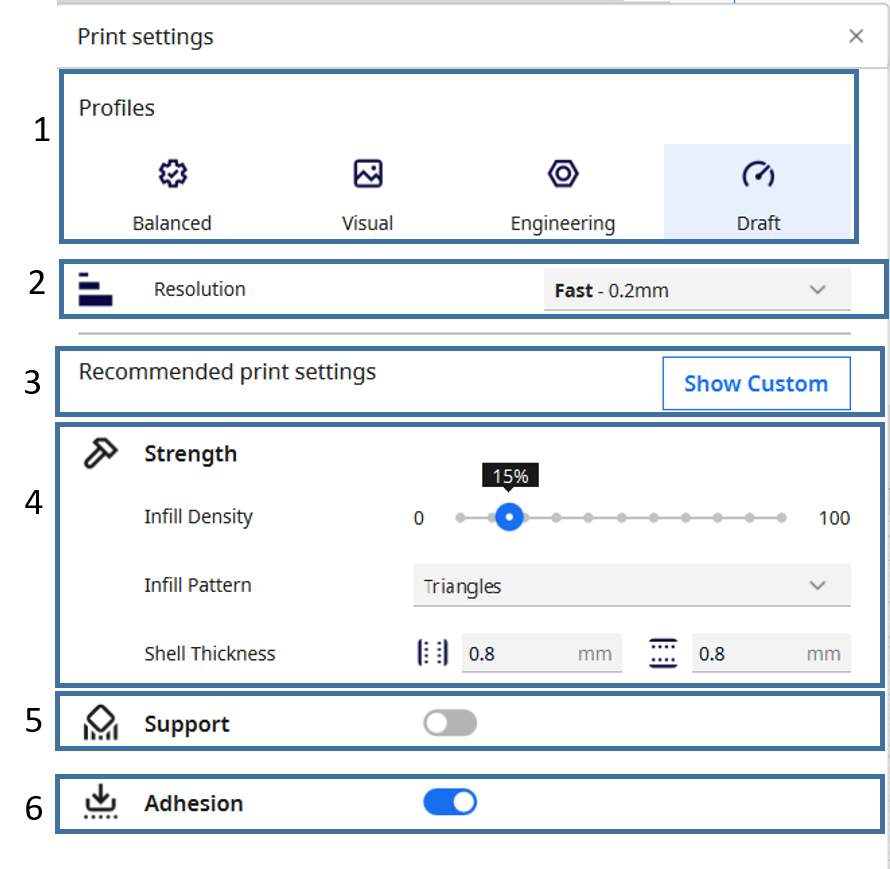 Print settings
1
Profiles
Balanced Visual Engineering Draft
2
Resolution Fast - 0.2mm
3
Recommended print settings Show Custom
4
Strength
15%
Infill Density 0 100
Infill Pattern Triangles
Shell Thickness 0.8 mm 0.8 mm
5
Support
6
Adhesion